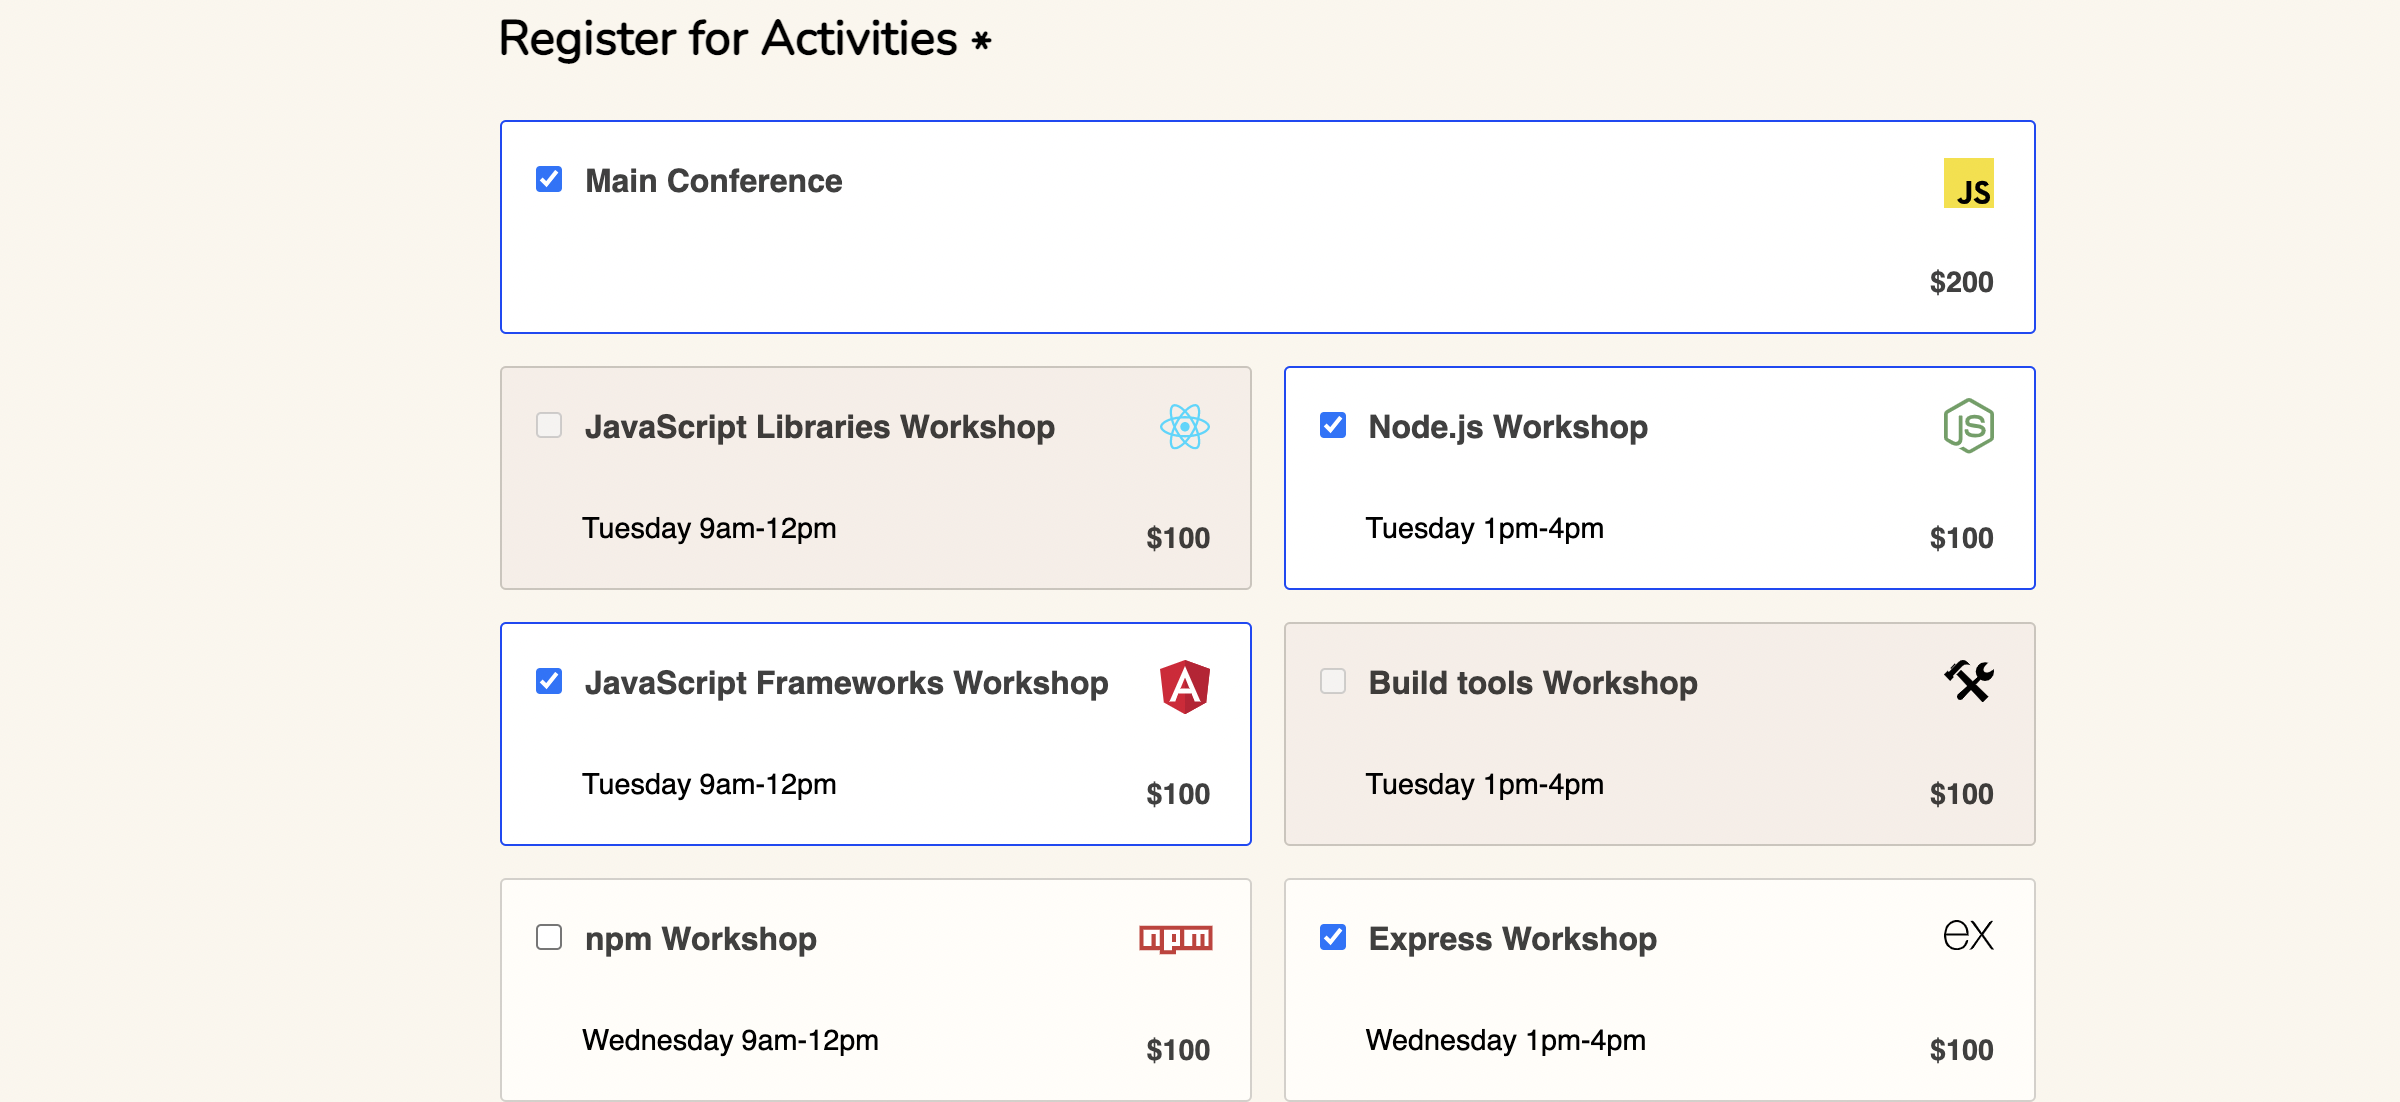 Register for Activities *
Main Conference
JS
$200
JavaScript Libraries Workshop
Tuesday 9am-12pm
$100
Node.js Workshop
JS
Tuesday 1pm-4pm
$100
JavaScript Frameworks Workshop
A
Tuesday 9am-12pm
$100
Build tools Workshop
Tuesday 1pm-4pm
$100
npm Workshop
npm
Wednesday 9am-12pm
$100
Express Workshop
ex
Wednesday 1pm-4pm
$100